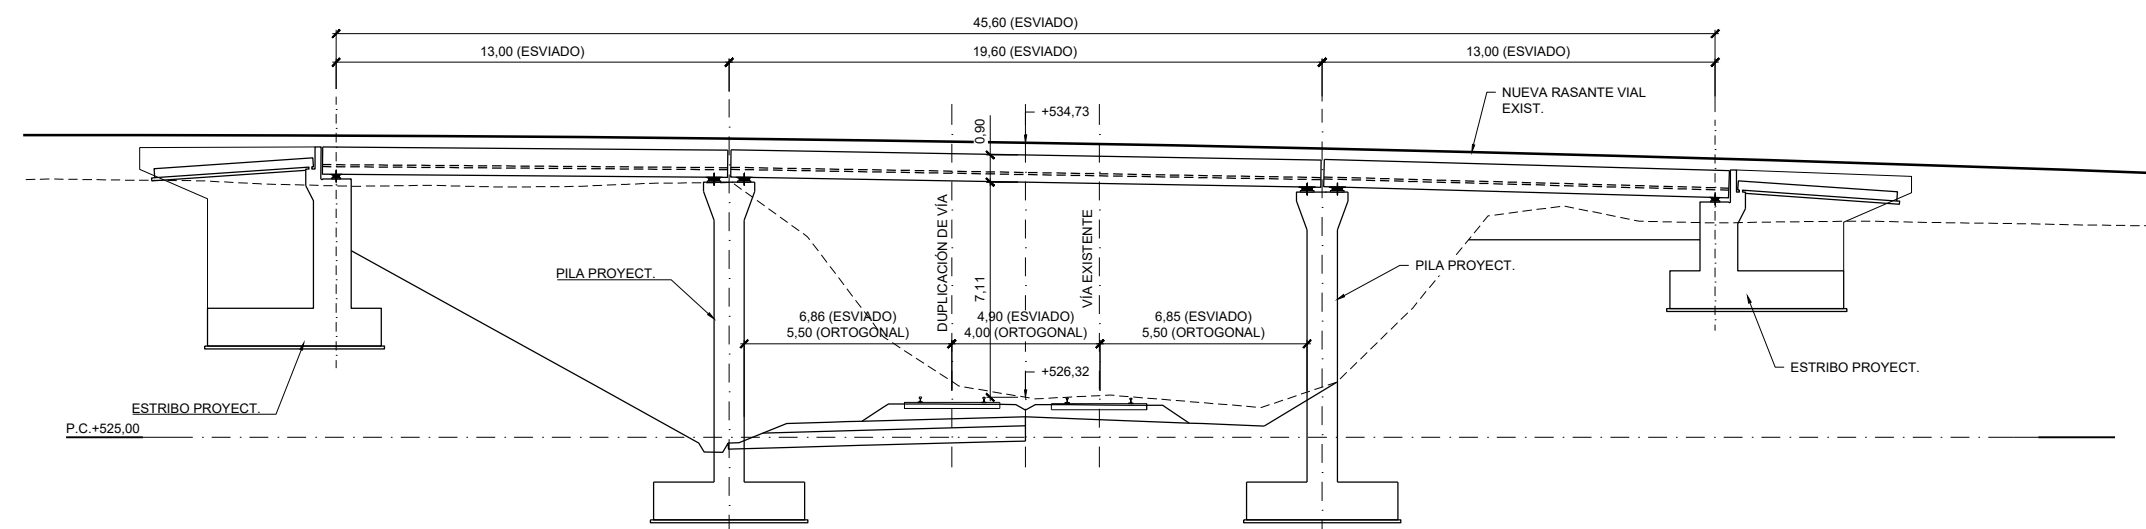 45,60 (ESVIADO)
13,00 (ESVIADO)
19,60 (ESVIADO)
13,00 (ESVIADO)
NUEVA RASANTE VIAL
EXIST.
+534,73
0,90
DUPLICACIÓN DE VÍA
VÍA EXISTENTE
PILA PROYECT.
PILA PROYECT.
7,11
6,86 (ESVIADO)
5,50 (ORTOGONAL)
4,90 (ESVIADO)
4,00 (ORTOGONAL)
6,85 (ESVIADO)
5,50 (ORTOGONAL)
+526,32
ESTRIBO PROYECT.
ESTRIBO PROYECT.
P.C.+525,00